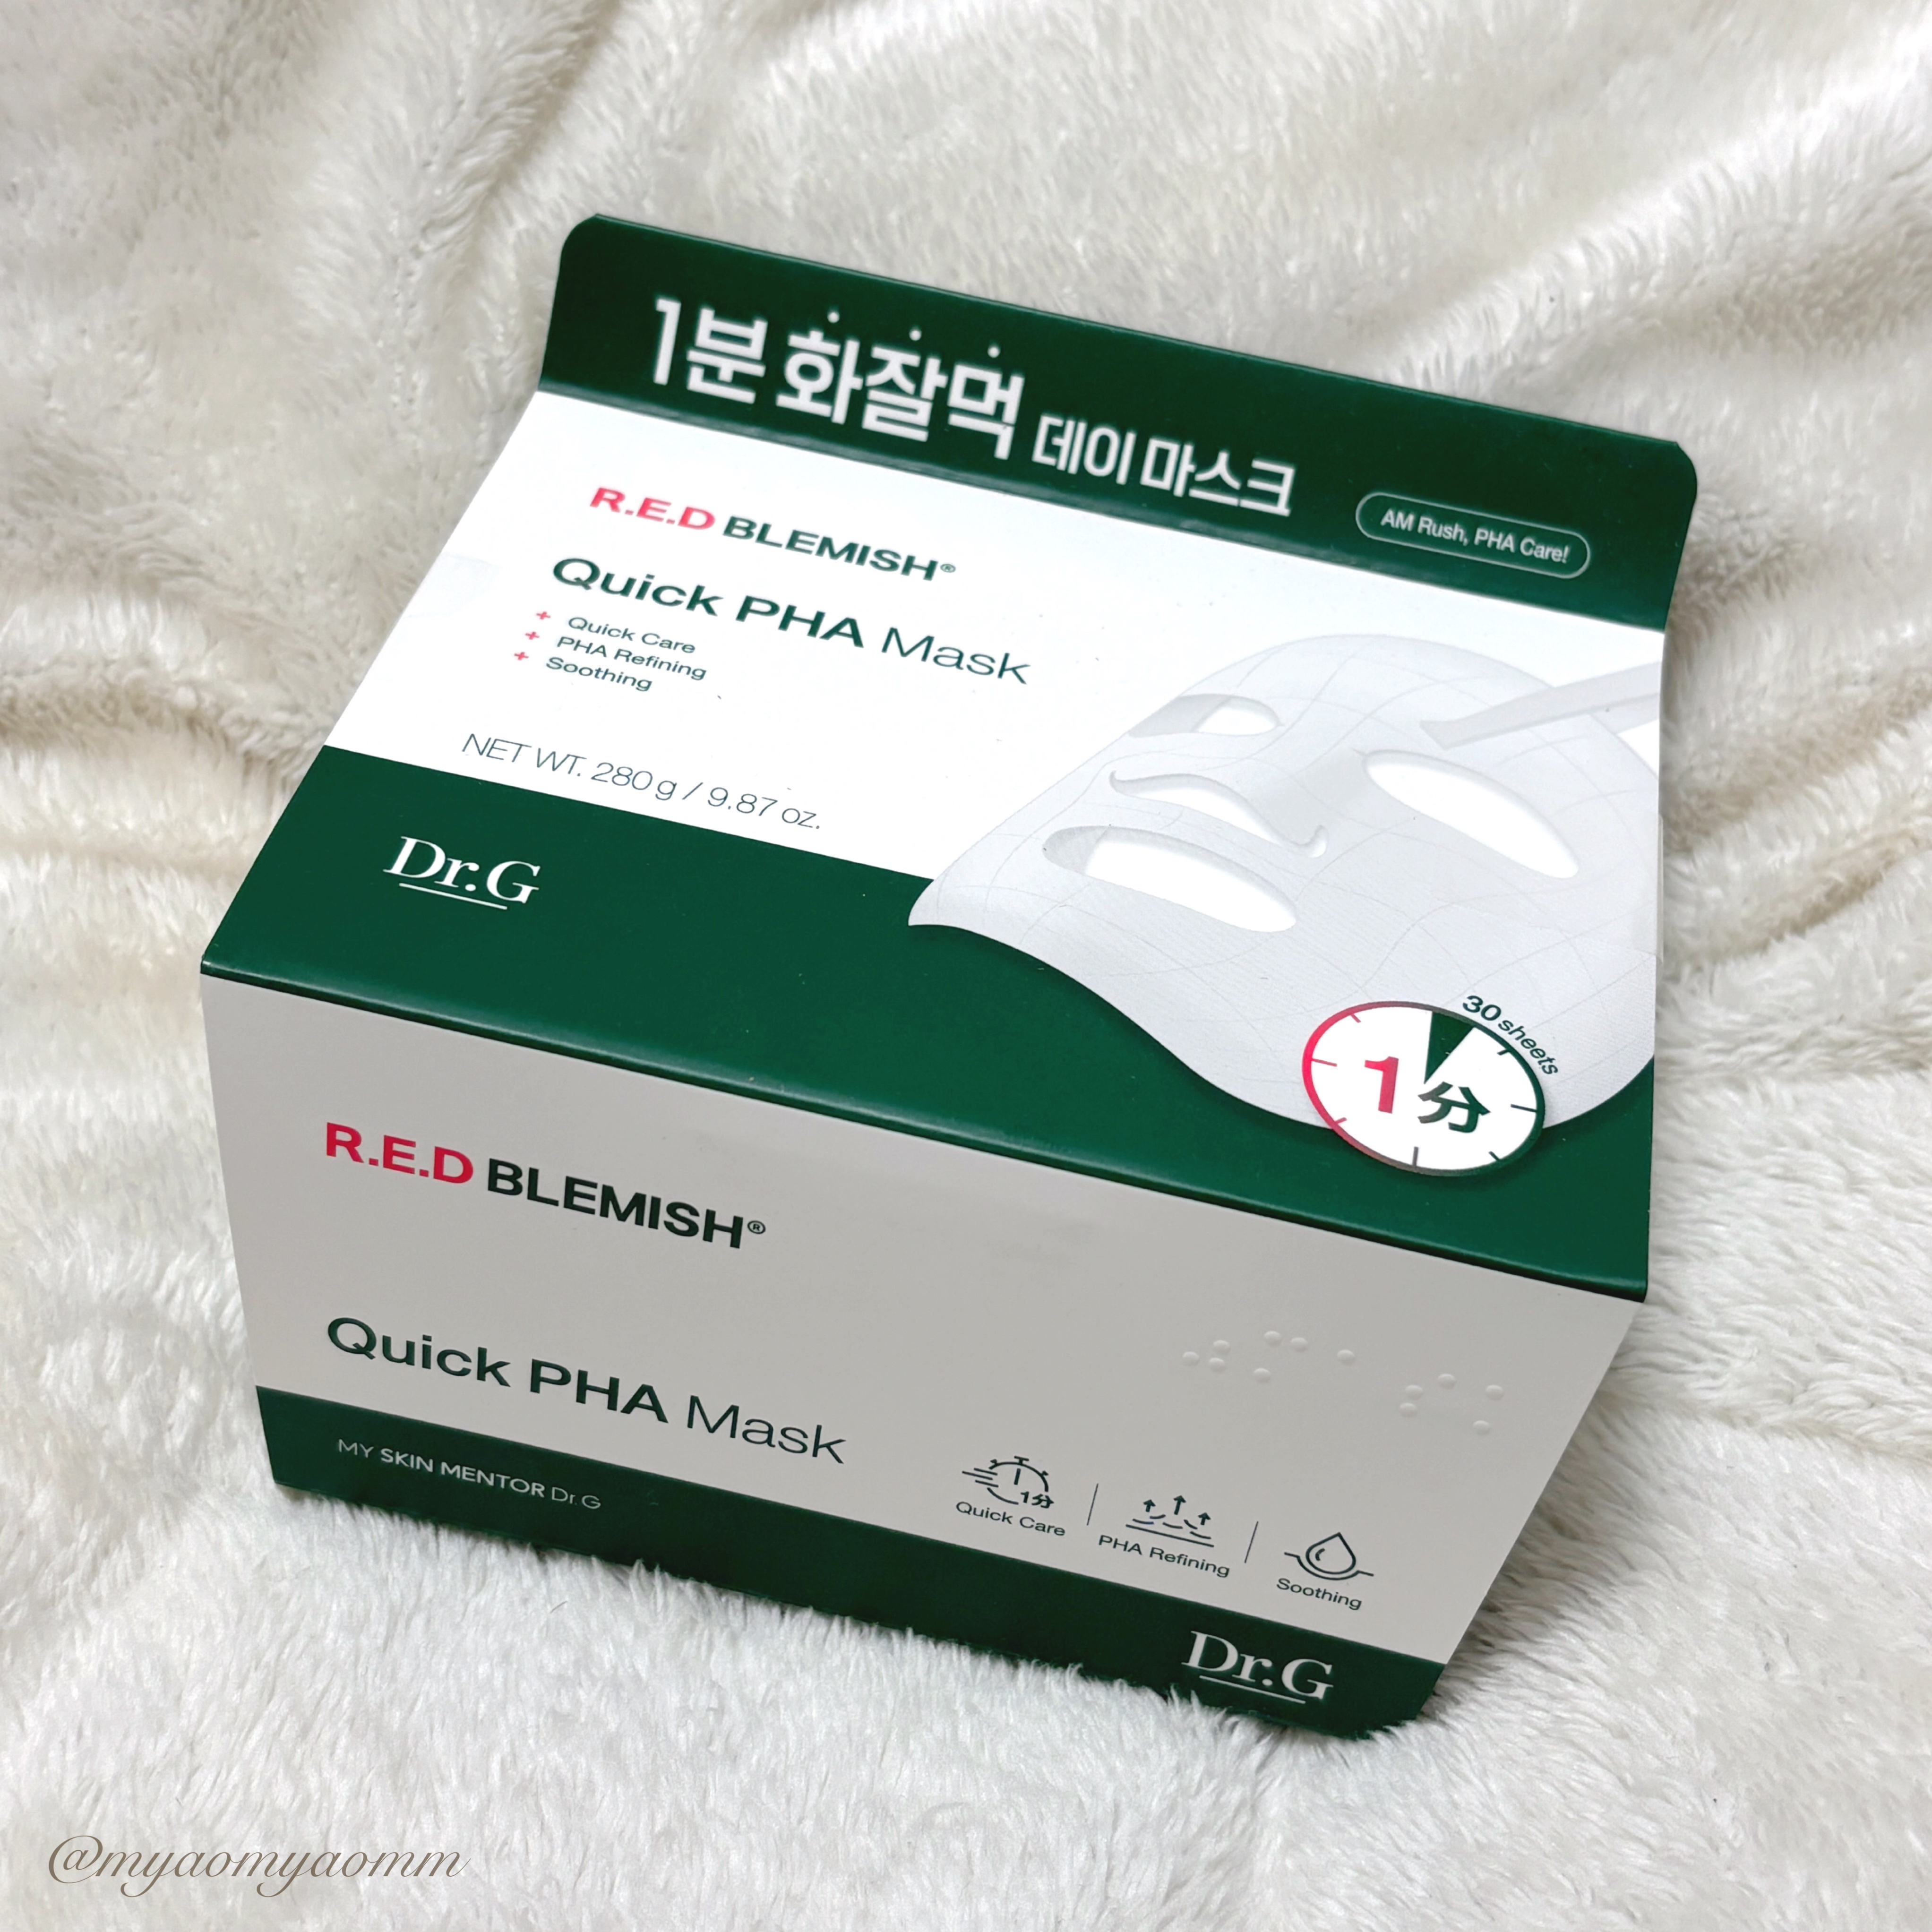 1분 화잘먹 데이 마스크
AM Rush, PHA Care!
R.E.D BLEMISH®
Quick PHA Mask
+ Quick Care
+ PHA Refining
+ Soothing
NET WT. 280 g / 9.87 oz.
Dr.G
30 sheets
1分
R.E.D BLEMISH®
Quick PHA Mask
1分
Quick Care
PHA Refining
Soothing
MY SKIN MENTOR Dr.G
Dr.G
@myaomyaomm